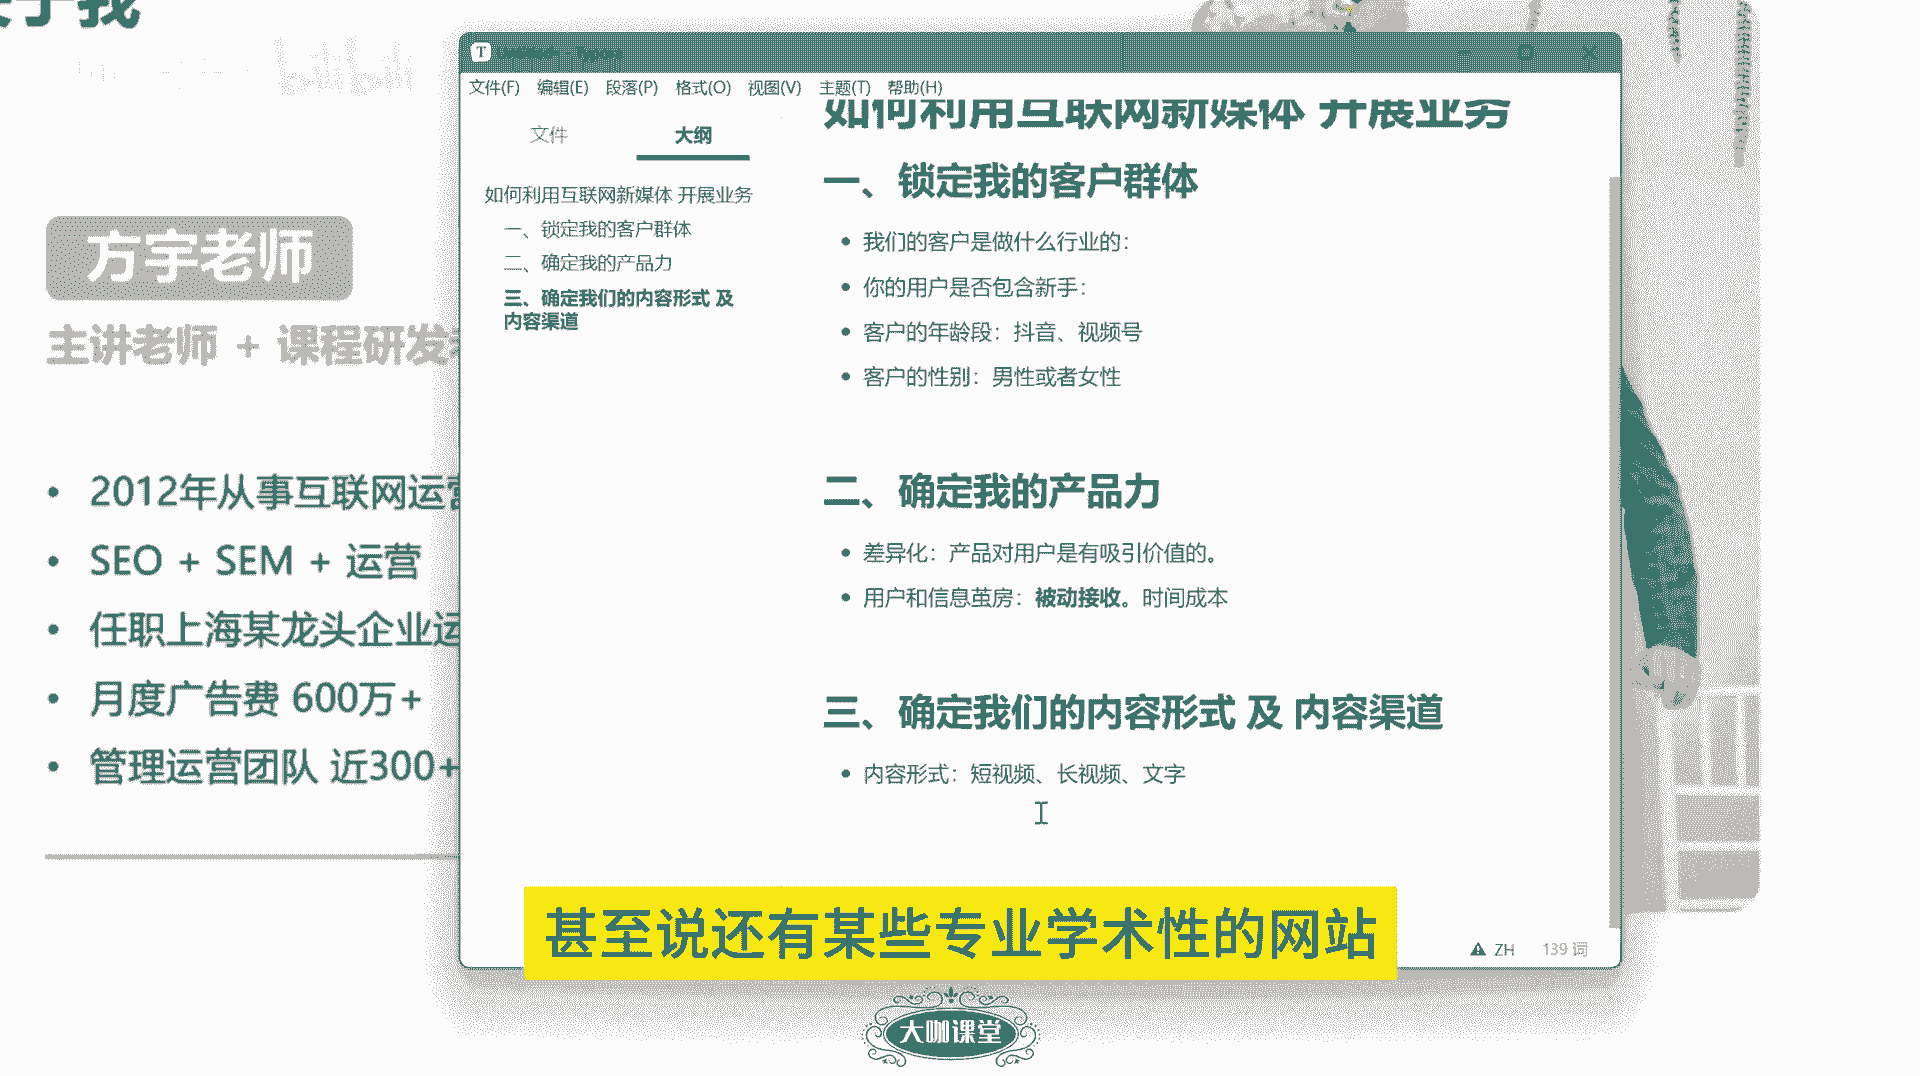 于我
bilibili
方宇老师
主讲老师 + 课程研发
2012年从事互联网运营
SEO + SEM + 运营
任职上海某龙头企业运
月度广告费 600万+
管理运营团队 近300+
文件(F) 编辑(E) 段落(P) 格式(O) 视图(V) 主题(T) 帮助(H)
文件 大纲
如何利用互联网新媒体 开展业务
一、锁定我的客户群体
二、确定我的产品力
三、确定我们的内容形式 及
内容渠道
如何利用互联网新媒体 开展业务
一、锁定我的客户群体
我们的客户是做什么行业的：
你的用户是否包含新手：
客户的年龄段：抖音、视频号
客户的性别：男性或者女性
二、确定我的产品力
差异化：产品对用户是有吸引价值的。
用户和信息茧房：被动接收。时间成本
三、确定我们的内容形式 及 内容渠道
内容形式：短视频、长视频、文字
甚至说还有某些专业学术性的网站
ZH 139 词
大咖课堂